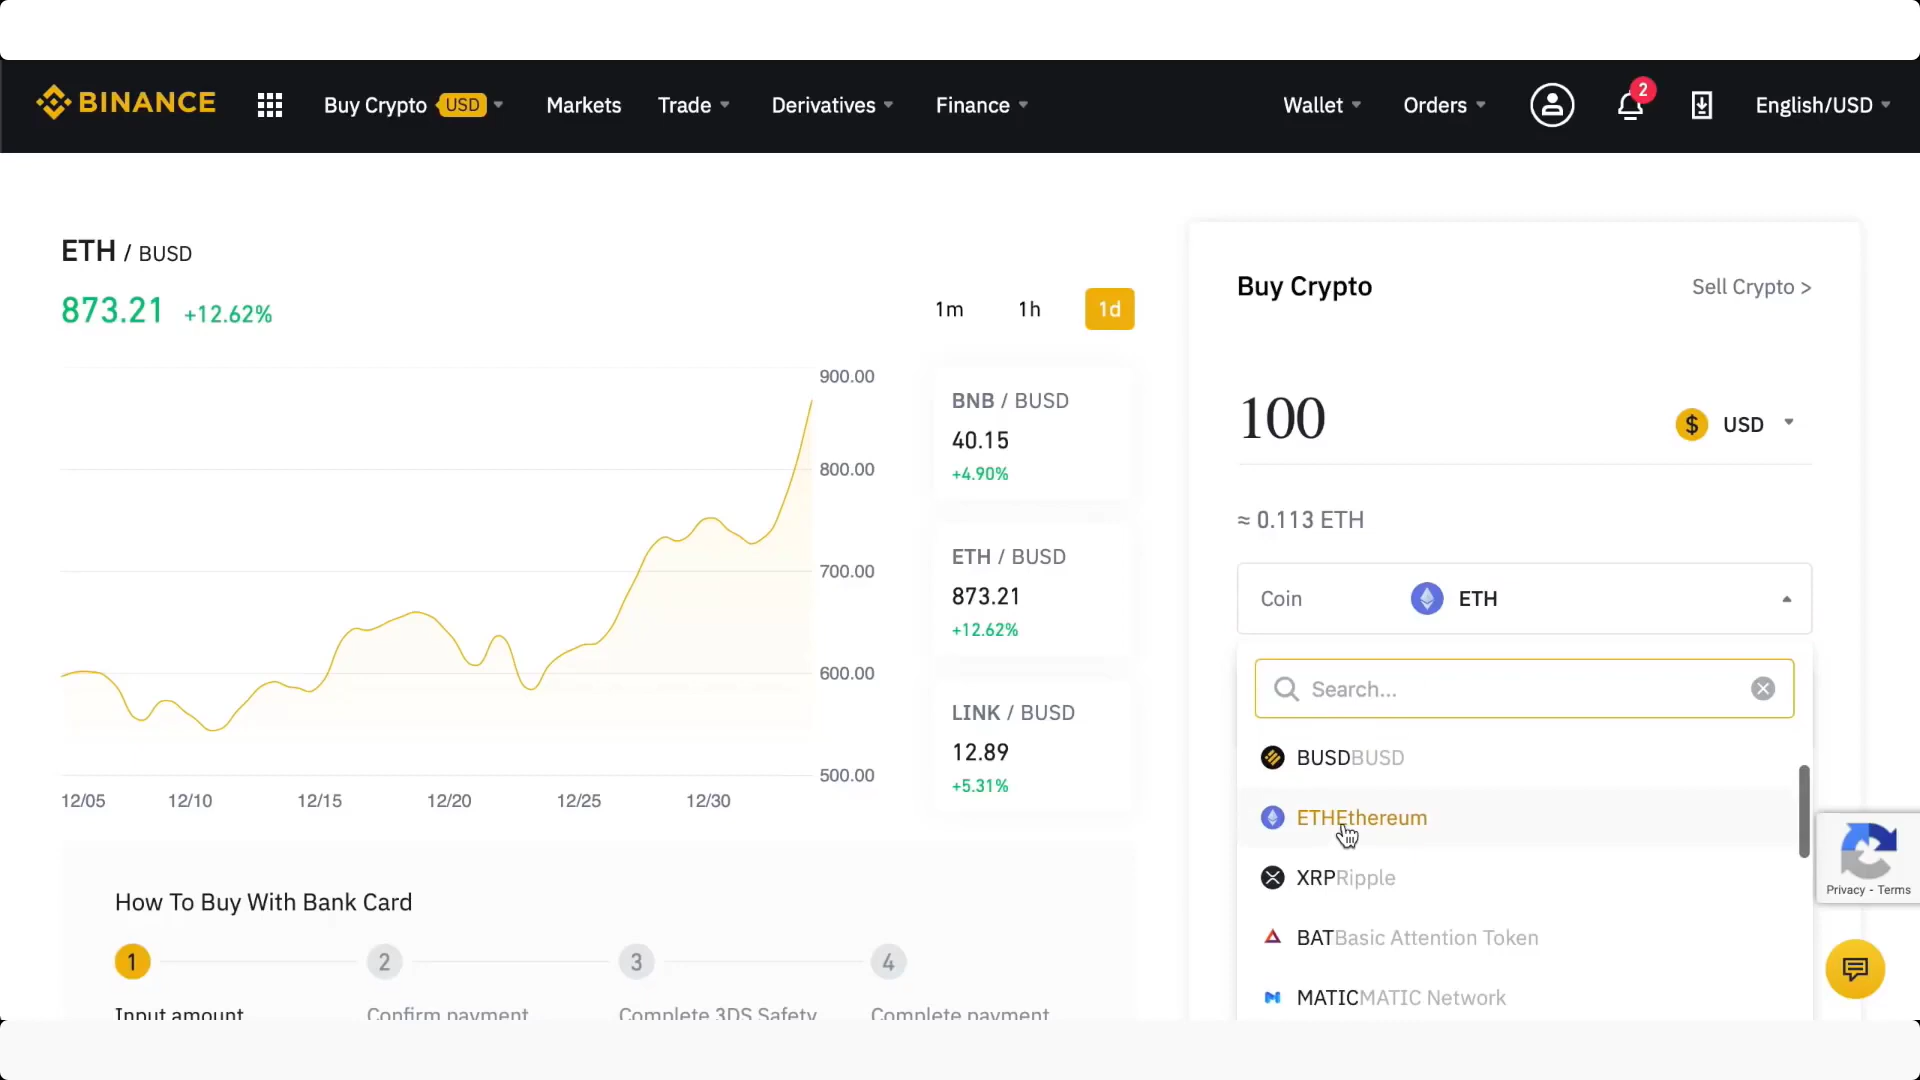 BINANCE
Buy Crypto USD
Markets
Trade
Derivatives
Finance
Wallet
Orders
2
English/USD
ETH / BUSD
873.21 +12.62%
1m 1h 1d
900.00
800.00
700.00
600.00
500.00
12/05 12/10 12/15 12/20 12/25 12/30
BNB / BUSD
40.15
+4.90%
ETH / BUSD
873.21
+12.62%
LINK / BUSD
12.89
+5.31%
How To Buy With Bank Card
1 2 3 4
Input amount Confirm payment Complete 3DS Safety Complete payment
Buy Crypto
Sell Crypto >
100
$ USD
≈ 0.113 ETH
Coin ETH
Search...
BUSDBUSD
ETHEthereum
XRPRipple
BATBasic Attention Token
MATICMATIC Network
Privacy - Terms